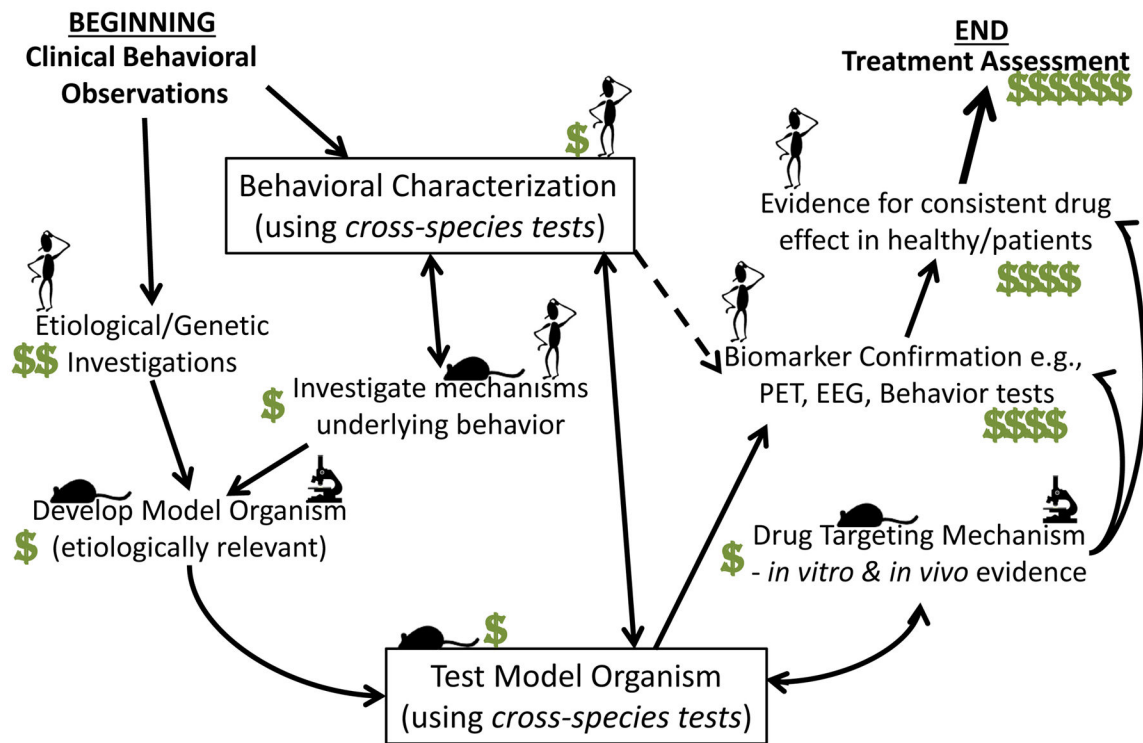 BEGINNING
Clinical Behavioral
Observations
END
Treatment Assessment
$$$$$$
$
Behavioral Characterization
(using cross-species tests)
Evidence for consistent drug
effect in healthy/patients
$$$$
Etiological/Genetic
$$ Investigations
$ Investigate mechanisms
underlying behavior
Biomarker Confirmation e.g.,
PET, EEG, Behavior tests
$$$$
Develop Model Organism
$ (etiologically relevant)
$ Drug Targeting Mechanism
- in vitro & in vivo evidence
$
Test Model Organism
(using cross-species tests)